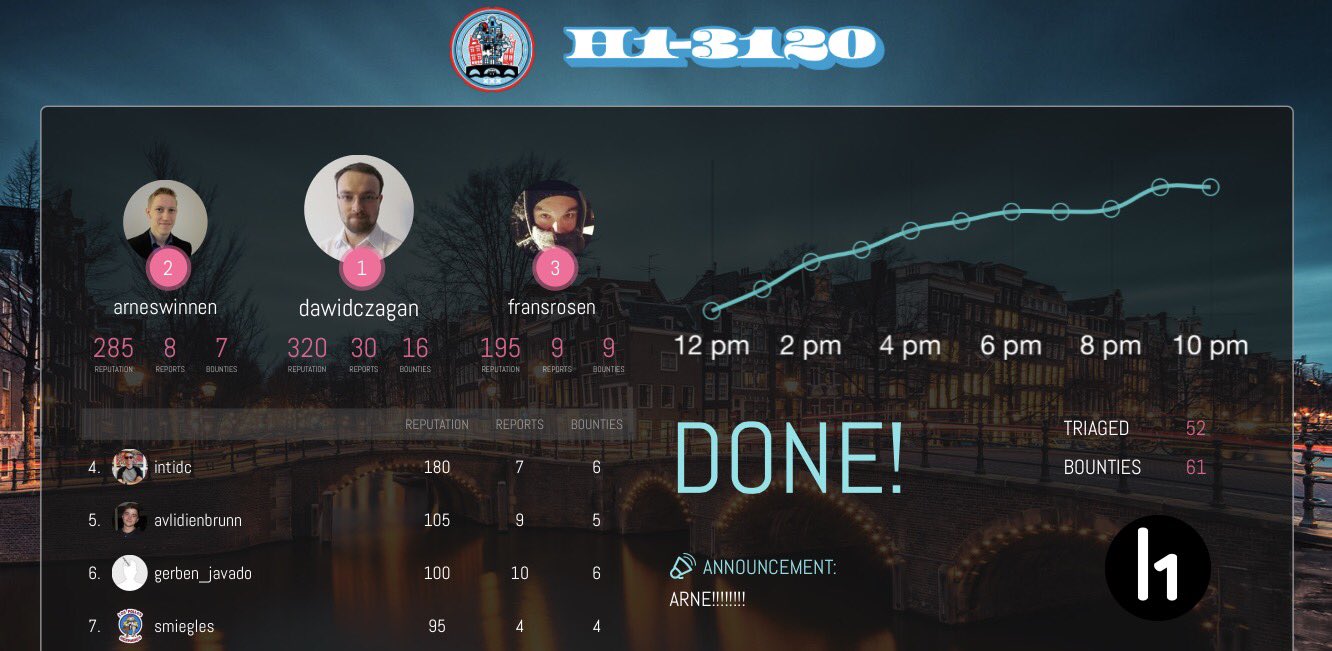 H1-3120
2
1
3
arneswinnen
dawidczagan
fransrosen
285 8 7
REPUTATION REPORTS BOUNTIES
320 30 16
REPUTATION REPORTS BOUNTIES
195 9 9
REPUTATION REPORTS BOUNTIES
REPUTATION REPORTS BOUNTIES
4. intidc 180 7 6
5. avlidienbrunn 105 9 5
6. gerben_javado 100 10 6
7. smiegles 95 4 4
12 pm 2 pm 4 pm 6 pm 8 pm 10 pm
DONE!
TRIAGED 52
BOUNTIES 61
ANNOUNCEMENT:
ARNE!!!!!!!!
h1